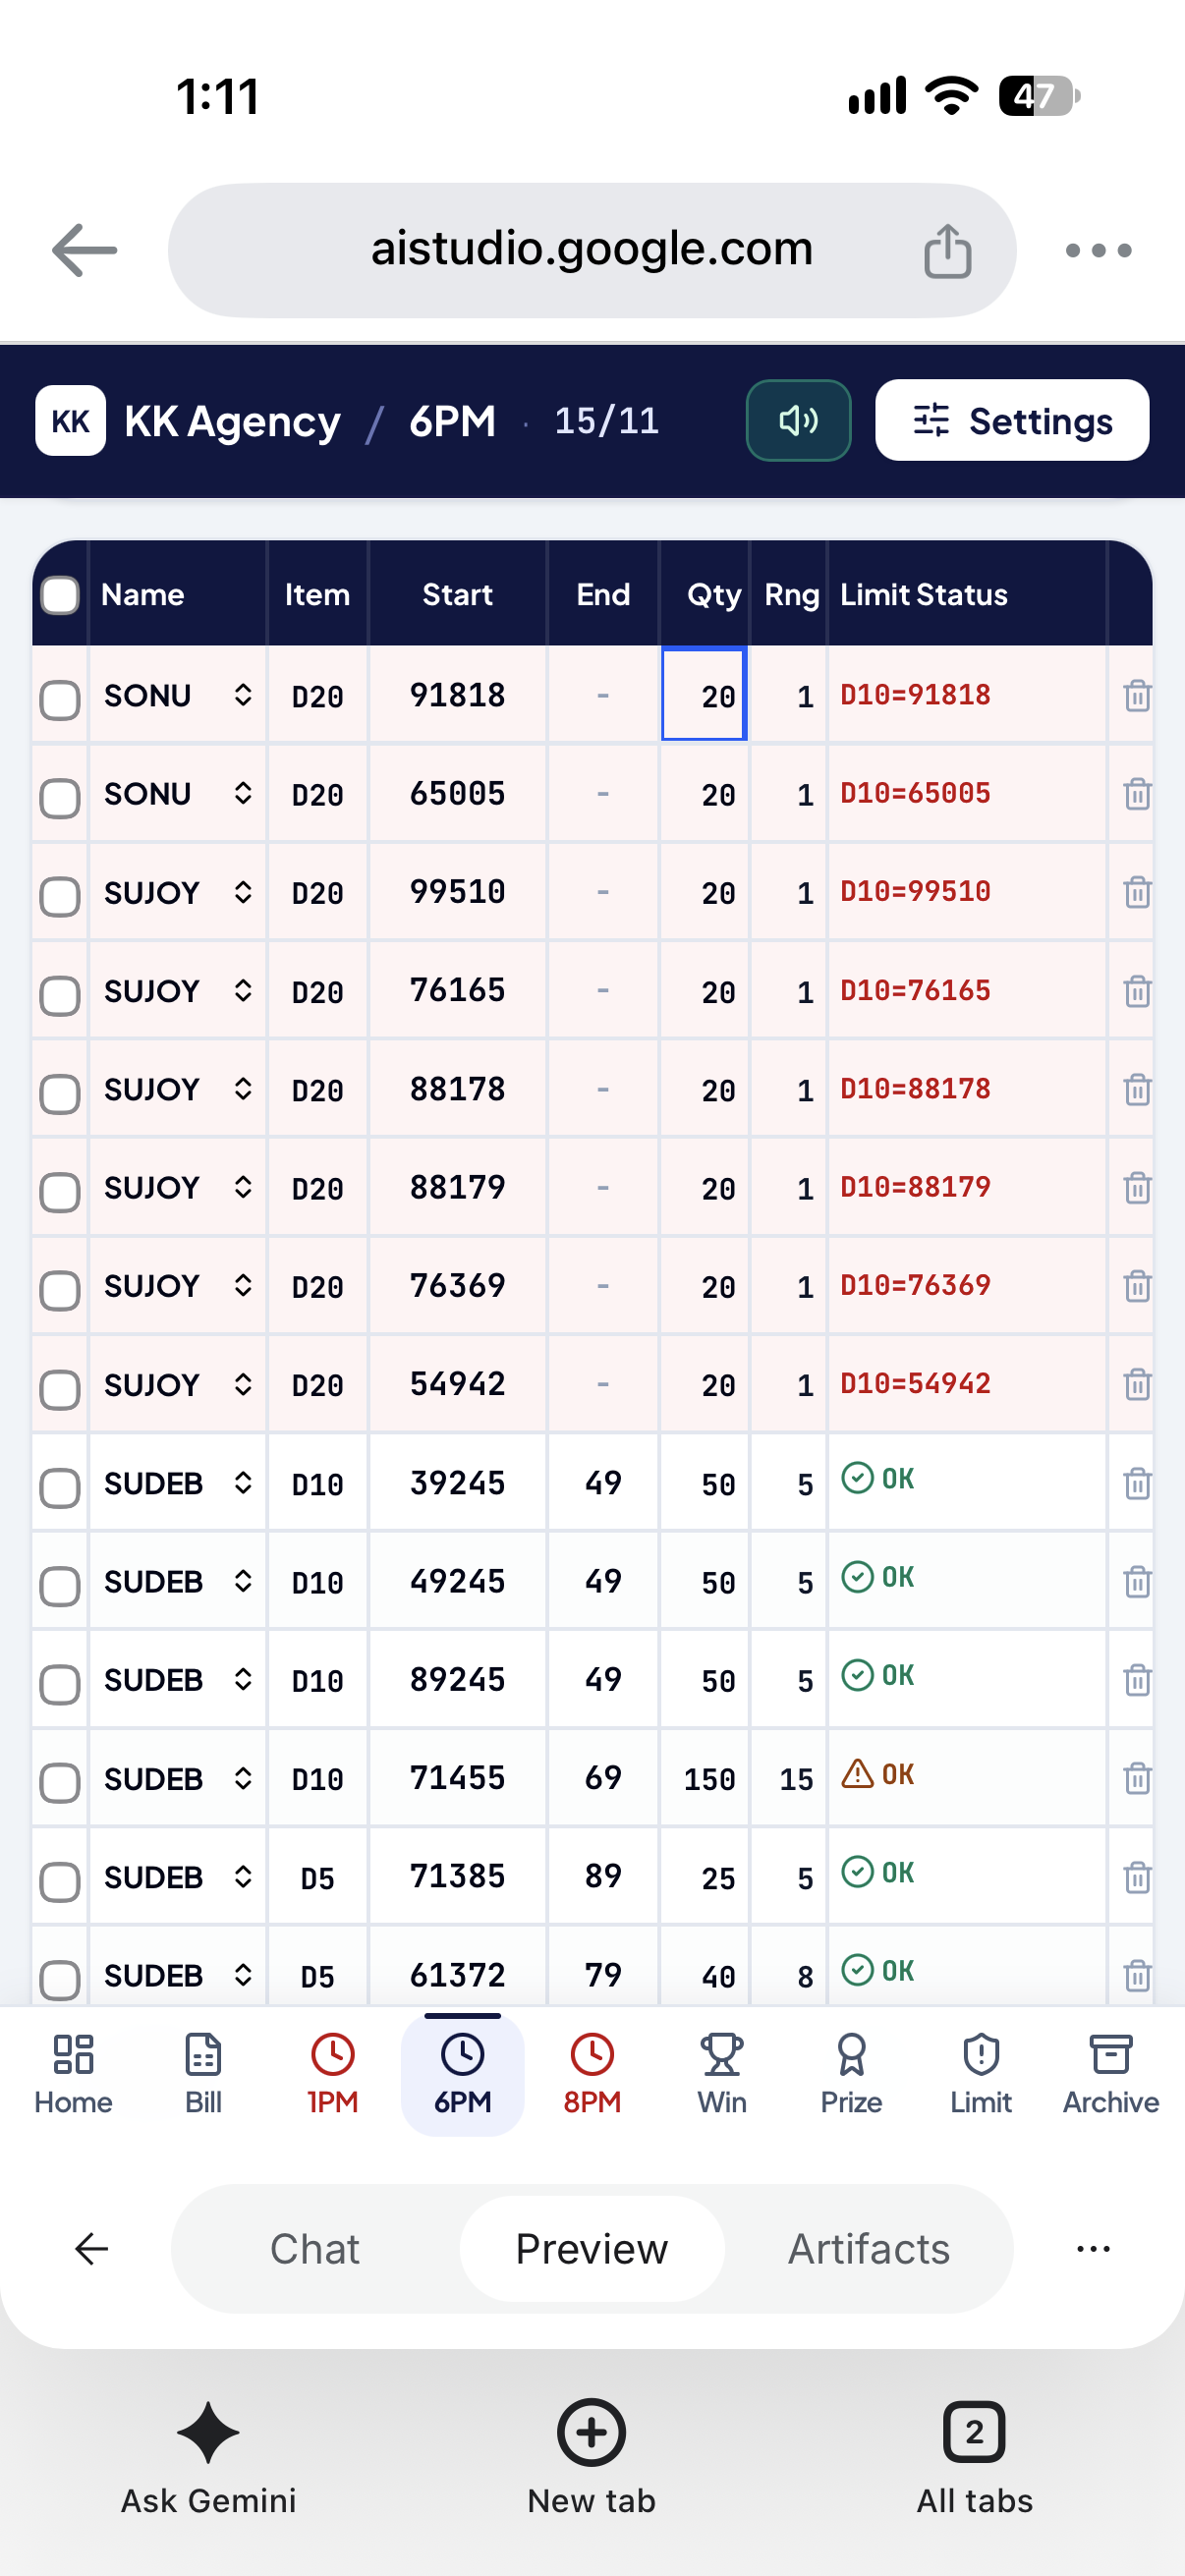 1:11 47
aistudio.google.com
KK KK Agency / 6PM · 15/11 Settings
Name Item Start End Qty Rng Limit Status
SONU D20 91818 - 20 1 D10=91818
SONU D20 65005 - 20 1 D10=65005
SUJOY D20 99510 - 20 1 D10=99510
SUJOY D20 76165 - 20 1 D10=76165
SUJOY D20 88178 - 20 1 D10=88178
SUJOY D20 88179 - 20 1 D10=88179
SUJOY D20 76369 - 20 1 D10=76369
SUJOY D20 54942 - 20 1 D10=54942
SUDEB D10 39245 49 50 5 OK
SUDEB D10 49245 49 50 5 OK
SUDEB D10 89245 49 50 5 OK
SUDEB D10 71455 69 150 15 OK
SUDEB D5 71385 89 25 5 OK
SUDEB D5 61372 79 40 8 OK
Home Bill 1PM 6PM 8PM Win Prize Limit Archive
Chat Preview Artifacts
2
Ask Gemini New tab All tabs